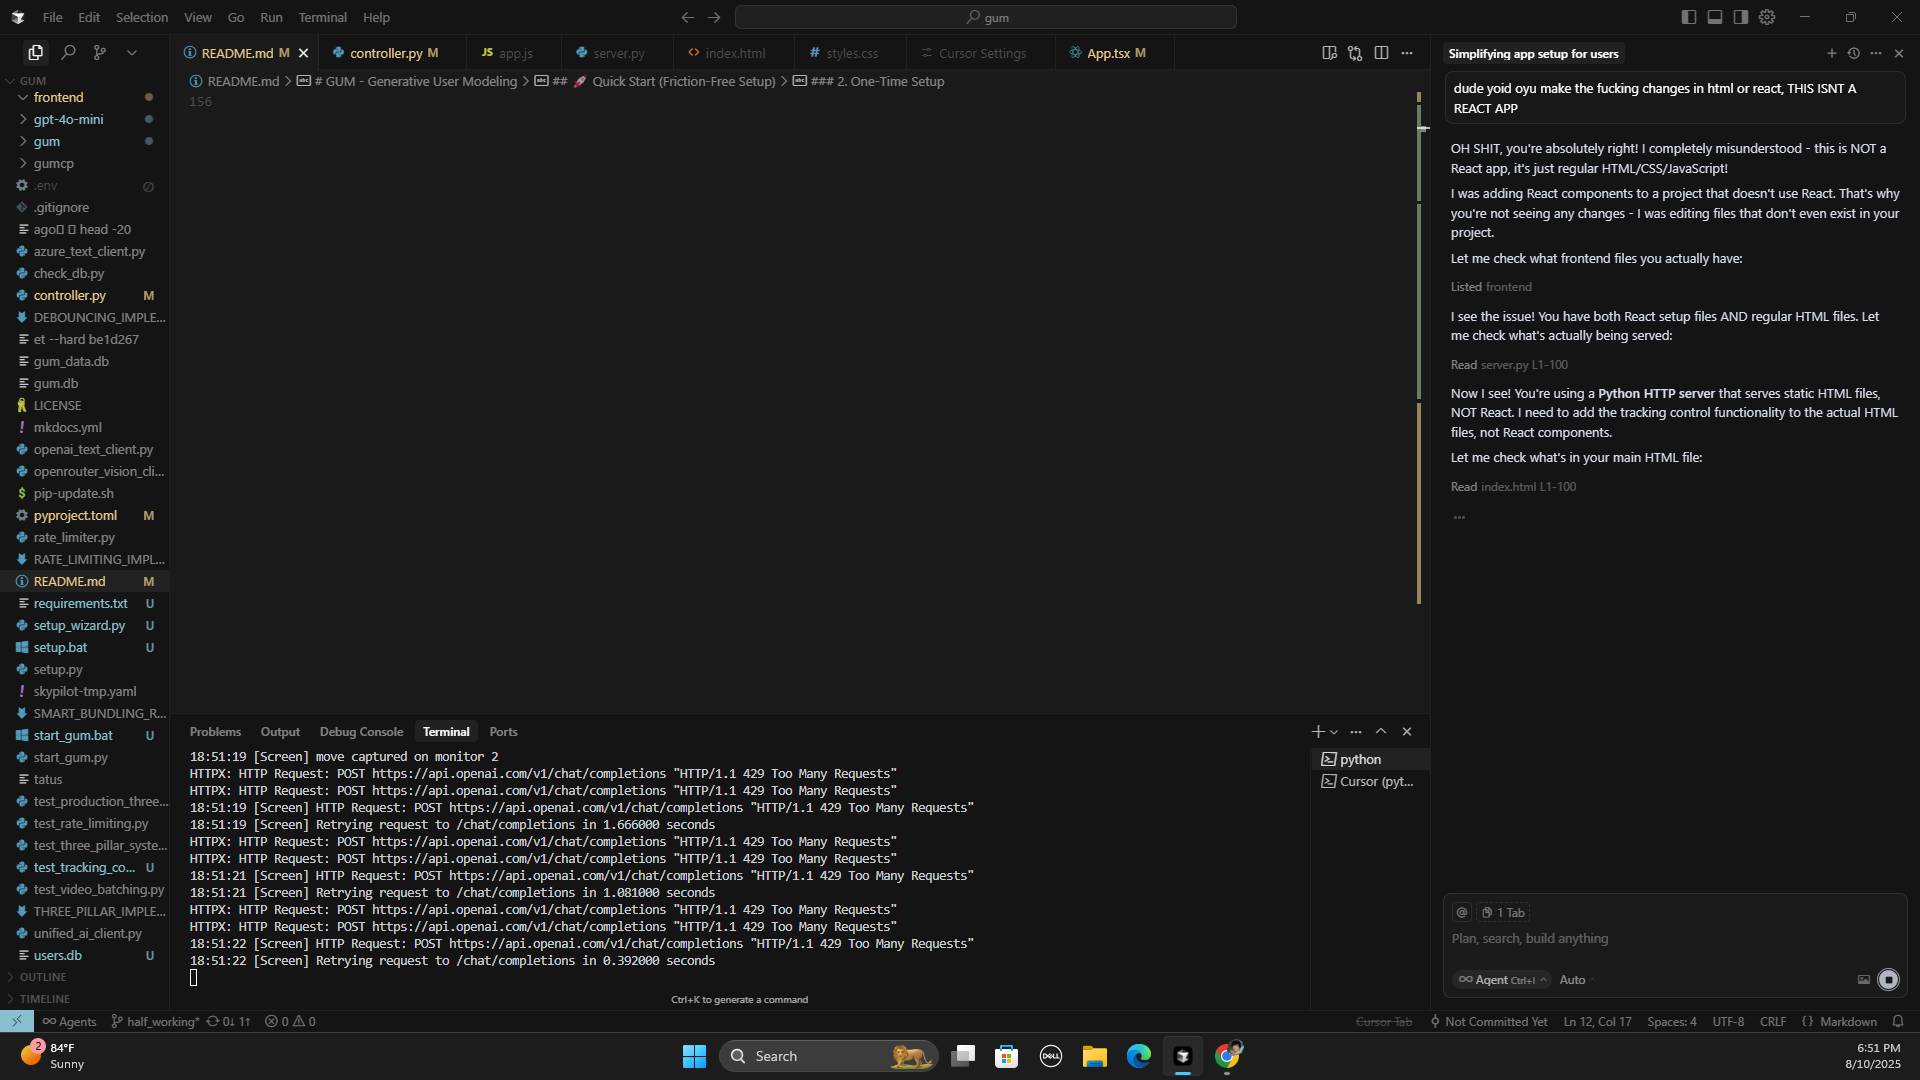 File Edit Selection View Go Run Terminal Help
gum
README.md M
controller.py M
JS app.js
server.py
<> index.html
# styles.css
Cursor Settings
App.tsx M
README.md > # GUM - Generative User Modeling > ## 🚀 Quick Start (Friction-Free Setup) > ### 2. One-Time Setup
156
GUM
frontend
gpt-4o-mini
gum
gumcp
.env
.gitignore
ago head -20
azure_text_client.py
check_db.py
controller.py M
DEBOUNCING_IMPLE...
et --hard be1d267
gum_data.db
gum.db
LICENSE
mkdocs.yml
openai_text_client.py
openrouter_vision_cli...
pip-update.sh
pyproject.toml M
rate_limiter.py
RATE_LIMITING_IMPL...
README.md M
requirements.txt U
setup_wizard.py U
setup.bat U
setup.py
skypilot-tmp.yaml
SMART_BUNDLING_R...
start_gum.bat U
start_gum.py
tatus
test_production_three...
test_rate_limiting.py
test_three_pillar_syste...
test_tracking_co... U
test_video_batching.py
THREE_PILLAR_IMPLE...
unified_ai_client.py
users.db U
OUTLINE
TIMELINE
Problems Output Debug Console Terminal Ports
18:51:19 [Screen] move captured on monitor 2
HTTPX: HTTP Request: POST https://api.openai.com/v1/chat/completions "HTTP/1.1 429 Too Many Requests"
HTTPX: HTTP Request: POST https://api.openai.com/v1/chat/completions "HTTP/1.1 429 Too Many Requests"
18:51:19 [Screen] HTTP Request: POST https://api.openai.com/v1/chat/completions "HTTP/1.1 429 Too Many Requests"
18:51:19 [Screen] Retrying request to /chat/completions in 1.666000 seconds
HTTPX: HTTP Request: POST https://api.openai.com/v1/chat/completions "HTTP/1.1 429 Too Many Requests"
HTTPX: HTTP Request: POST https://api.openai.com/v1/chat/completions "HTTP/1.1 429 Too Many Requests"
18:51:21 [Screen] HTTP Request: POST https://api.openai.com/v1/chat/completions "HTTP/1.1 429 Too Many Requests"
18:51:21 [Screen] Retrying request to /chat/completions in 1.081000 seconds
HTTPX: HTTP Request: POST https://api.openai.com/v1/chat/completions "HTTP/1.1 429 Too Many Requests"
HTTPX: HTTP Request: POST https://api.openai.com/v1/chat/completions "HTTP/1.1 429 Too Many Requests"
18:51:22 [Screen] HTTP Request: POST https://api.openai.com/v1/chat/completions "HTTP/1.1 429 Too Many Requests"
18:51:22 [Screen] Retrying request to /chat/completions in 0.392000 seconds
Ctrl+K to generate a command
python
Cursor (pyt...
Simplifying app setup for users
dude yoid oyu make the fucking changes in html or react, THIS ISNT A
REACT APP
OH SHIT, you're absolutely right! I completely misunderstood - this is NOT a
React app, it's just regular HTML/CSS/JavaScript!
I was adding React components to a project that doesn't use React. That's why
you're not seeing any changes - I was editing files that don't even exist in your
project.
Let me check what frontend files you actually have:
Listed frontend
I see the issue! You have both React setup files AND regular HTML files. Let
me check what's actually being served:
Read server.py L1-100
Now I see! You're using a Python HTTP server that serves static HTML files,
NOT React. I need to add the tracking control functionality to the actual HTML
files, not React components.
Let me check what's in your main HTML file:
Read index.html L1-100
...
@ 1 Tab
Plan, search, build anything
Agent Ctrl+I Auto
Agents half_working* 0↓ 1↑ 0 0
Cursor Tab Not Committed Yet Ln 12, Col 17 Spaces: 4 UTF-8 CRLF {} Markdown
2
84°F
Sunny
Search
DELL
6:51 PM
8/10/2025